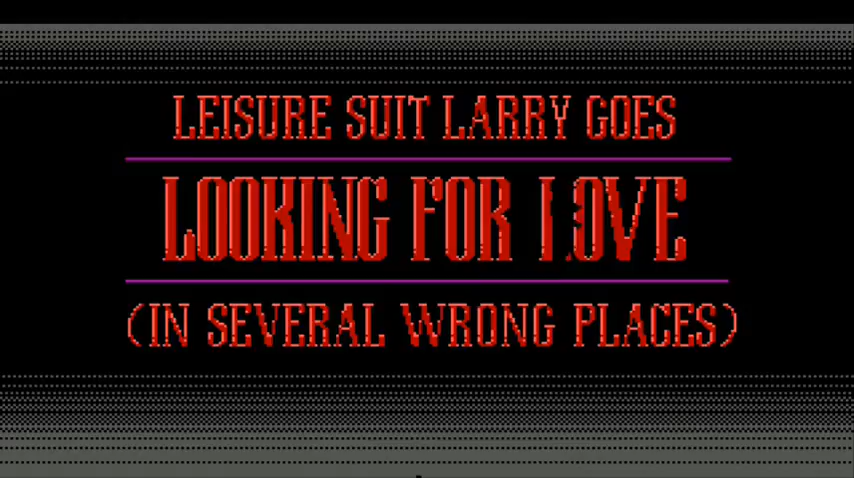 LEISURE SUIT LARRY GOES
LOOKING FOR LOVE
(IN SEVERAL WRONG PLACES)